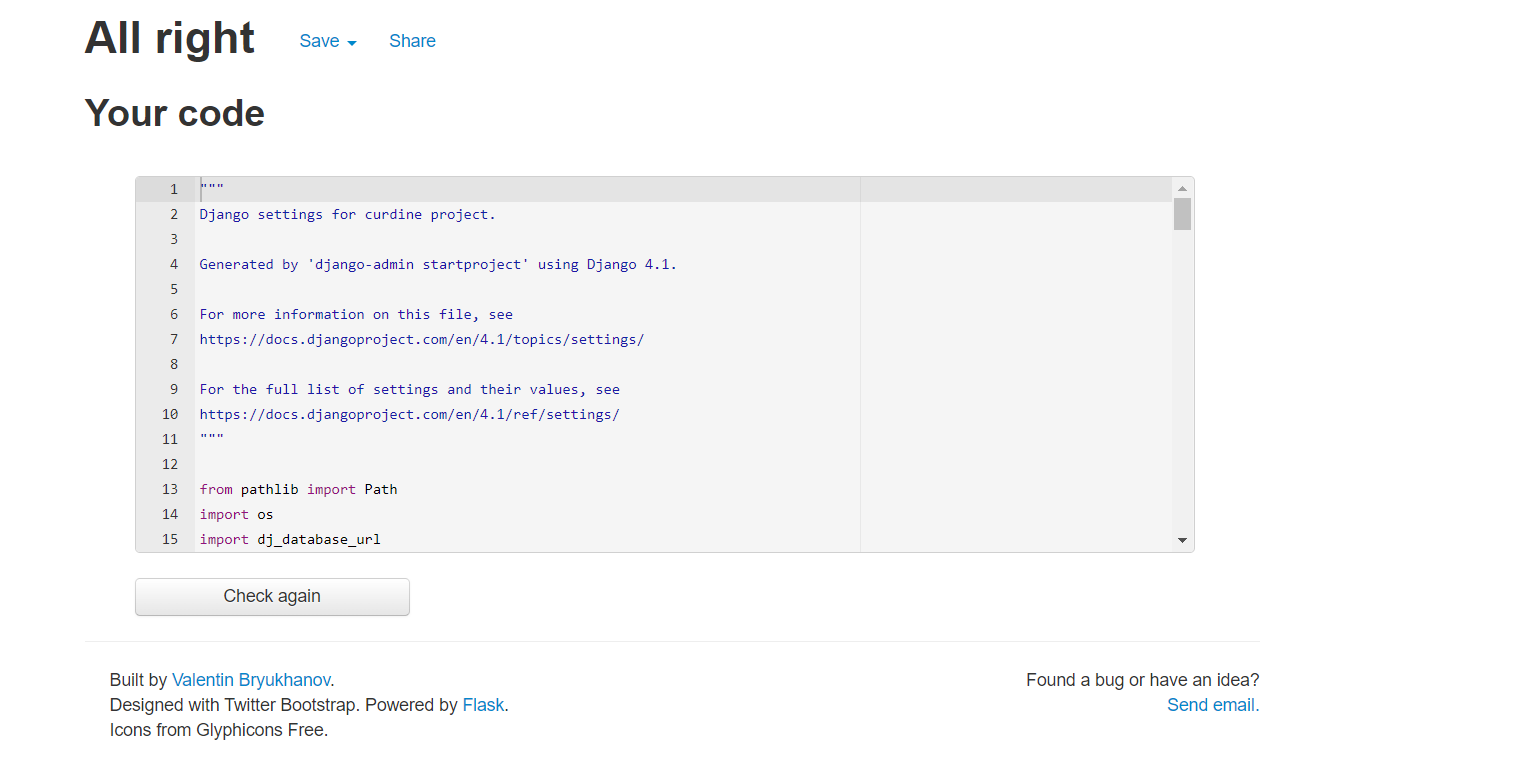 All right Save Share
Your code
1 """
2 Django settings for curdine project.
3
4 Generated by 'django-admin startproject' using Django 4.1.
5
6 For more information on this file, see
7 https://docs.djangoproject.com/en/4.1/topics/settings/
8
9 For the full list of settings and their values, see
10 https://docs.djangoproject.com/en/4.1/ref/settings/
11 """
12
13 from pathlib import Path
14 import os
15 import dj_database_url
Check again
Built by Valentin Bryukhanov.
Designed with Twitter Bootstrap. Powered by Flask.
Icons from Glyphicons Free.
Found a bug or have an idea?
Send email.